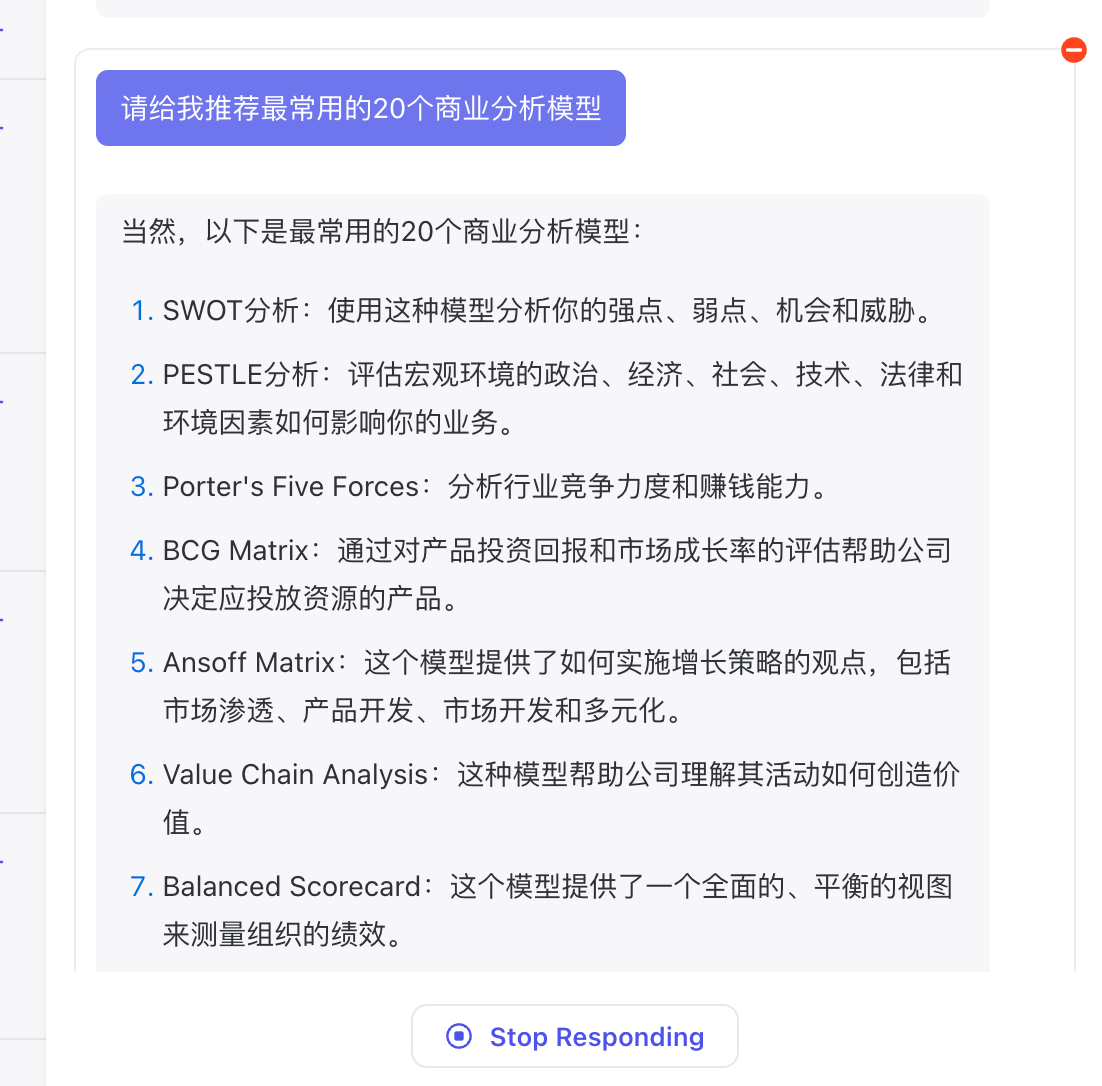 请给我推荐最常用的20个商业分析模型
当然，以下是最常用的20个商业分析模型：
1. SWOT分析：使用这种模型分析你的强点、弱点、机会和威胁。
2. PESTLE分析：评估宏观环境的政治、经济、社会、技术、法律和
环境因素如何影响你的业务。
3. Porter's Five Forces：分析行业竞争力度和赚钱能力。
4. BCG Matrix：通过对产品投资回报和市场成长率的评估帮助公司
决定应投放资源的产品。
5. Ansoff Matrix：这个模型提供了如何实施增长策略的观点，包括
市场渗透、产品开发、市场开发和多元化。
6. Value Chain Analysis：这种模型帮助公司理解其活动如何创造价
值。
7. Balanced Scorecard：这个模型提供了一个全面的、平衡的视图
来测量组织的绩效。
Stop Responding